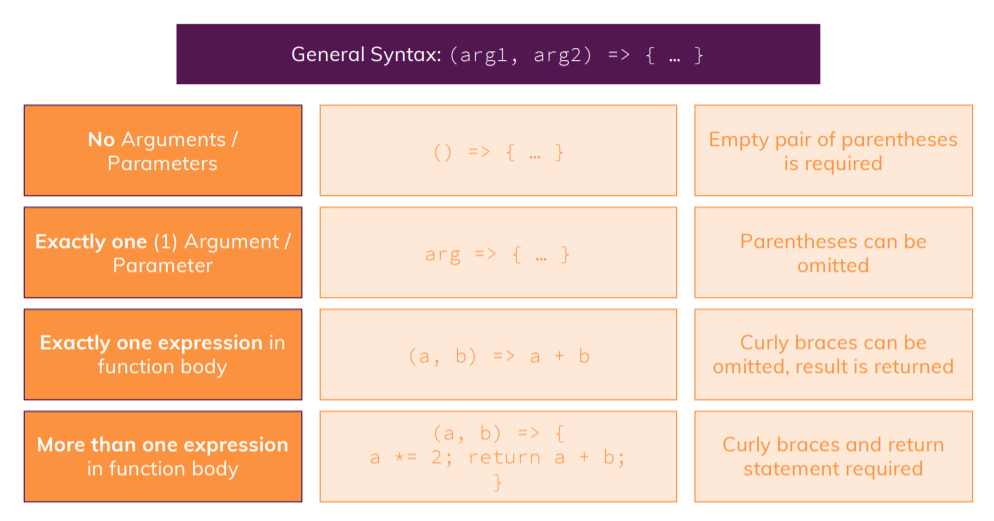 General Syntax: (arg1, arg2) => { … }
No Arguments /
Parameters
() => { … }
Empty pair of parentheses
is required
Exactly one (1) Argument /
Parameter
arg => { … }
Parentheses can be
omitted
Exactly one expression in
function body
(a, b) => a + b
Curly braces can be
omitted, result is returned
More than one expression
in function body
(a, b) => {
a *= 2; return a + b;
}
Curly braces and return
statement required